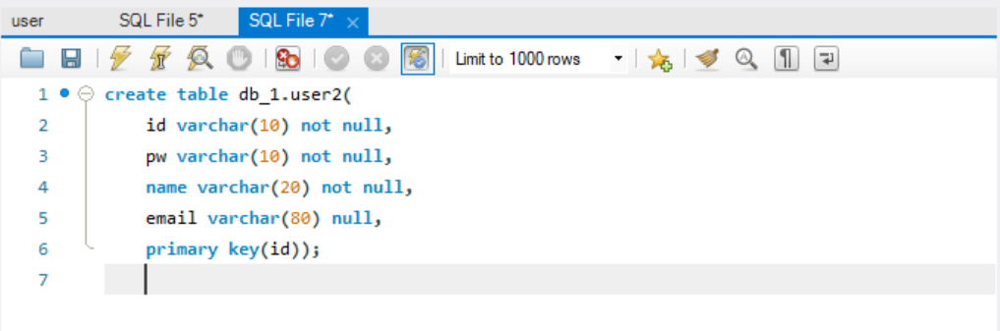 user SQL File 5* SQL File 7* ×
Limit to 1000 rows
1 create table db_1.user2(
2 id varchar(10) not null,
3 pw varchar(10) not null,
4 name varchar(20) not null,
5 email varchar(80) null,
6 primary key(id));
7